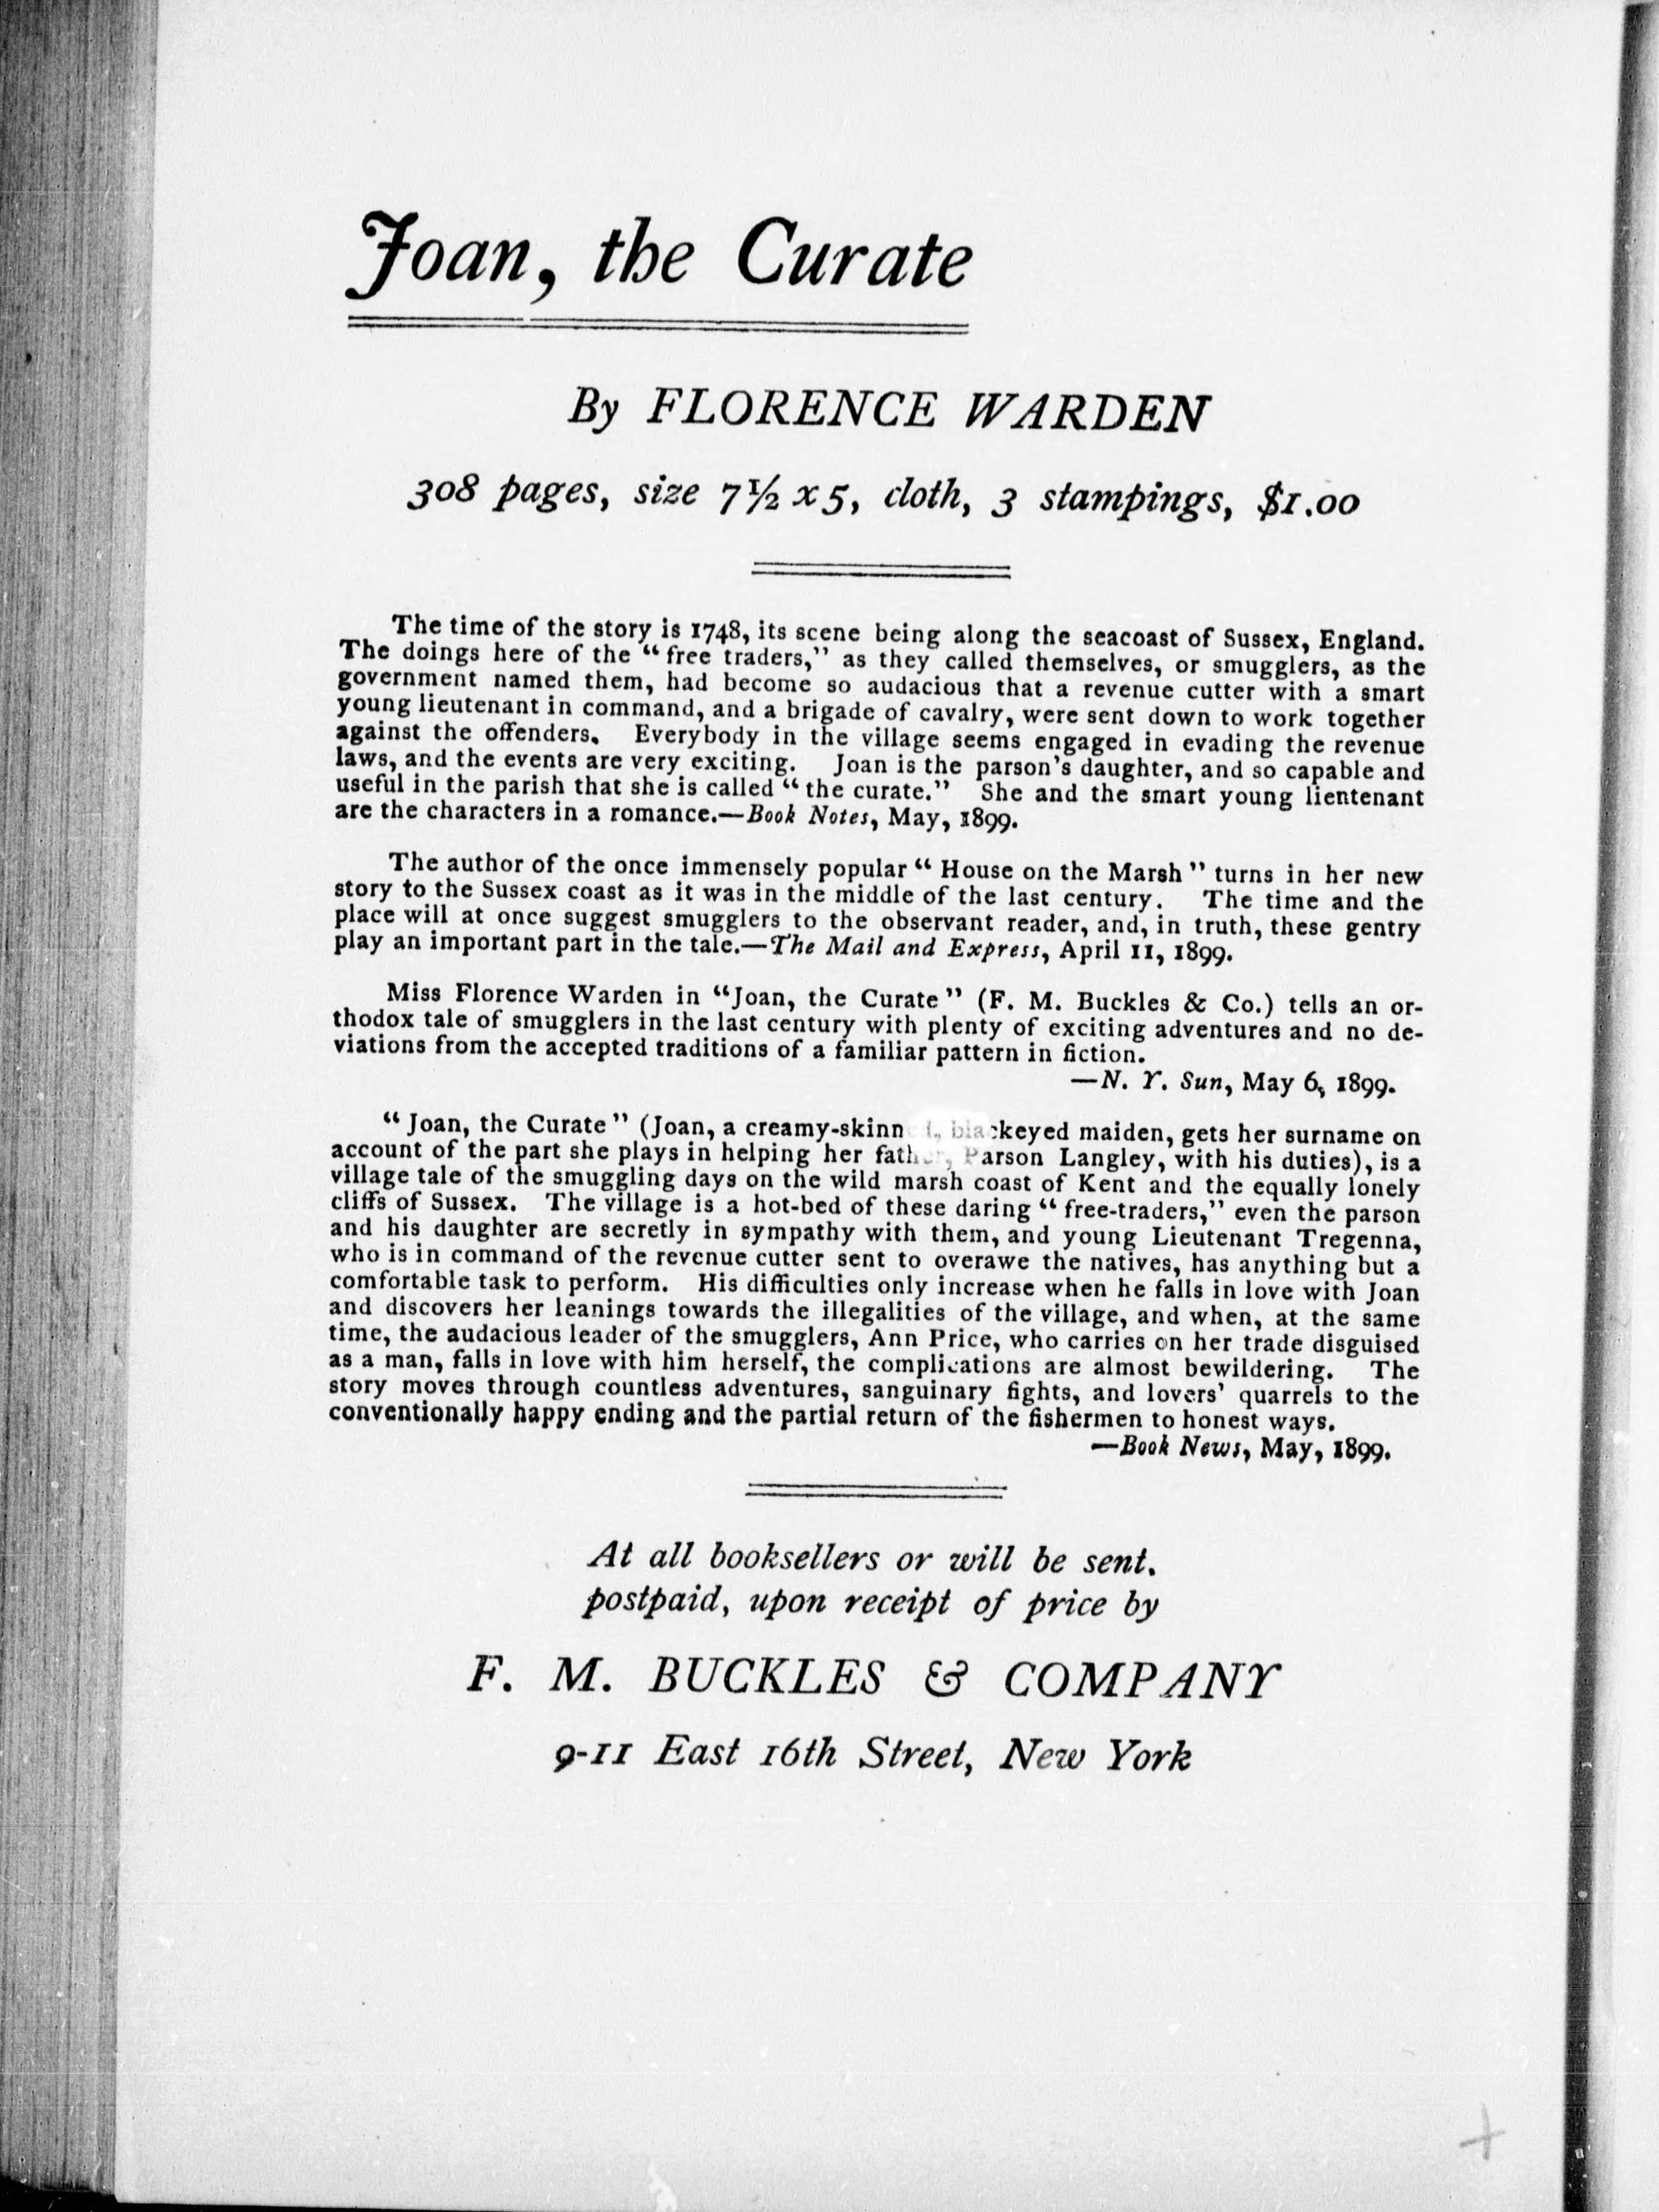 Joan, the Curate
By FLORENCE WARDEN
308 pages, size 7½ x 5, cloth, 3 stampings, $1.00
The time of the story is 1748, its scene being along the seacoast of Sussex, England.
The doings here of the “ free traders,” as they called themselves, or smugglers, as the
government named them, had become so audacious that a revenue cutter with a smart
young lieutenant in command, and a brigade of cavalry, were sent down to work together
against the offenders. Everybody in the village seems engaged in evading the revenue
laws, and the events are very exciting. Joan is the parson’s daughter, and so capable and
useful in the parish that she is called “ the curate.” She and the smart young lientenant
are the characters in a romance.—Book Notes, May, 1899.
The author of the once immensely popular “ House on the Marsh ” turns in her new
story to the Sussex coast as it was in the middle of the last century. The time and the
place will at once suggest smugglers to the observant reader, and, in truth, these gentry
play an important part in the tale.—The Mail and Express, April 11, 1899.
Miss Florence Warden in “Joan, the Curate ” (F. M. Buckles & Co.) tells an or-
thodox tale of smugglers in the last century with plenty of exciting adventures and no de-
viations from the accepted traditions of a familiar pattern in fiction.
—N. Y. Sun, May 6, 1899.
“ Joan, the Curate ” (Joan, a creamy-skinned, blackeyed maiden, gets her surname on
account of the part she plays in helping her father, Parson Langley, with his duties), is a
village tale of the smuggling days on the wild marsh coast of Kent and the equally lonely
cliffs of Sussex. The village is a hot-bed of these daring “ free-traders,” even the parson
and his daughter are secretly in sympathy with them, and young Lieutenant Tregenna,
who is in command of the revenue cutter sent to overawe the natives, has anything but a
comfortable task to perform. His difficulties only increase when he falls in love with Joan
and discovers her leanings towards the illegalities of the village, and when, at the same
time, the audacious leader of the smugglers, Ann Price, who carries on her trade disguised
as a man, falls in love with him herself, the complications are almost bewildering. The
story moves through countless adventures, sanguinary fights, and lovers’ quarrels to the
conventionally happy ending and the partial return of the fishermen to honest ways.
—Book News, May, 1899.
At all booksellers or will be sent.
postpaid, upon receipt of price by
F. M. BUCKLES & COMPANY
9-11 East 16th Street, New York